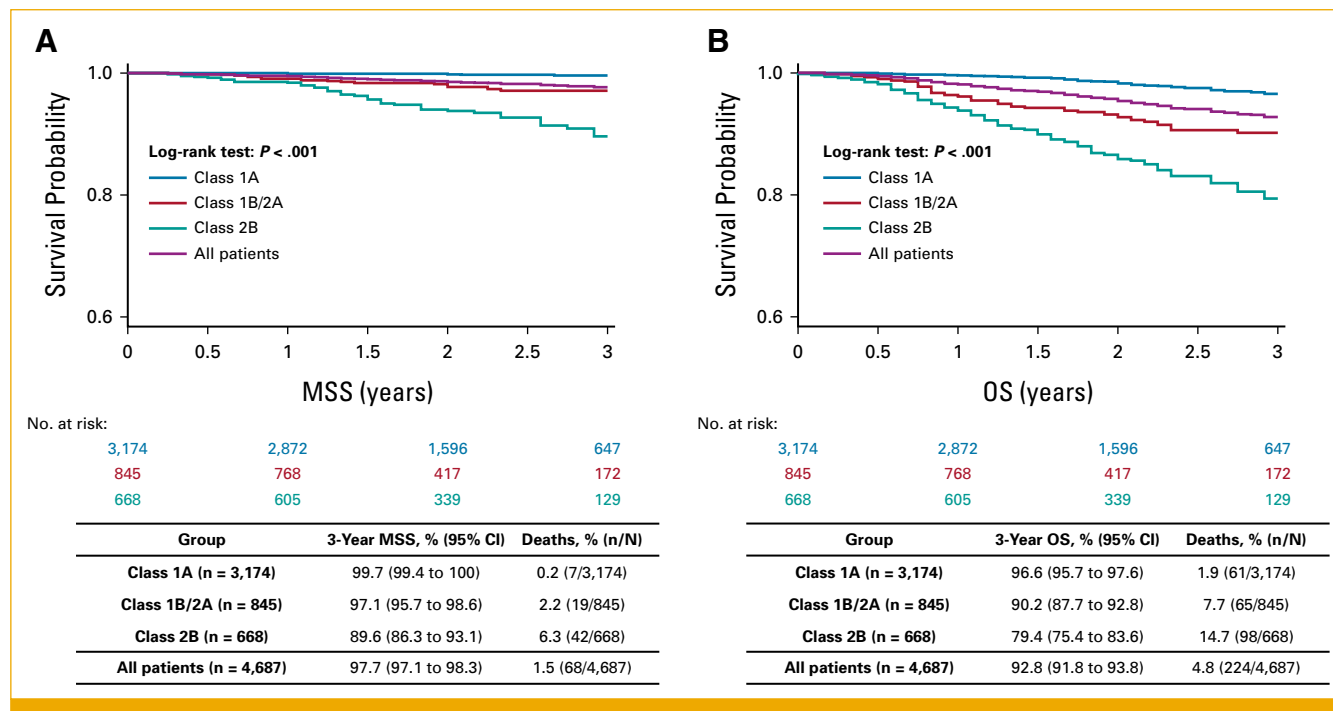 A
Survival Probability
1.0
0.8
0.6
Log-rank test: P < .001
Class 1A
Class 1B/2A
Class 2B
All patients
0 0.5 1 1.5 2 2.5 3
MSS (years)
No. at risk:
3,174 2,872 1,596 647
845 768 417 172
668 605 339 129
Group 3-Year MSS, % (95% CI) Deaths, % (n/N)
Class 1A (n = 3,174) 99.7 (99.4 to 100) 0.2 (7/3,174)
Class 1B/2A (n = 845) 97.1 (95.7 to 98.6) 2.2 (19/845)
Class 2B (n = 668) 89.6 (86.3 to 93.1) 6.3 (42/668)
All patients (n = 4,687) 97.7 (97.1 to 98.3) 1.5 (68/4,687)
B
Survival Probability
1.0
0.8
0.6
Log-rank test: P < .001
Class 1A
Class 1B/2A
Class 2B
All patients
0 0.5 1 1.5 2 2.5 3
OS (years)
No. at risk:
3,174 2,872 1,596 647
845 768 417 172
668 605 339 129
Group 3-Year OS, % (95% CI) Deaths, % (n/N)
Class 1A (n = 3,174) 96.6 (95.7 to 97.6) 1.9 (61/3,174)
Class 1B/2A (n = 845) 90.2 (87.7 to 92.8) 7.7 (65/845)
Class 2B (n = 668) 79.4 (75.4 to 83.6) 14.7 (98/668)
All patients (n = 4,687) 92.8 (91.8 to 93.8) 4.8 (224/4,687)